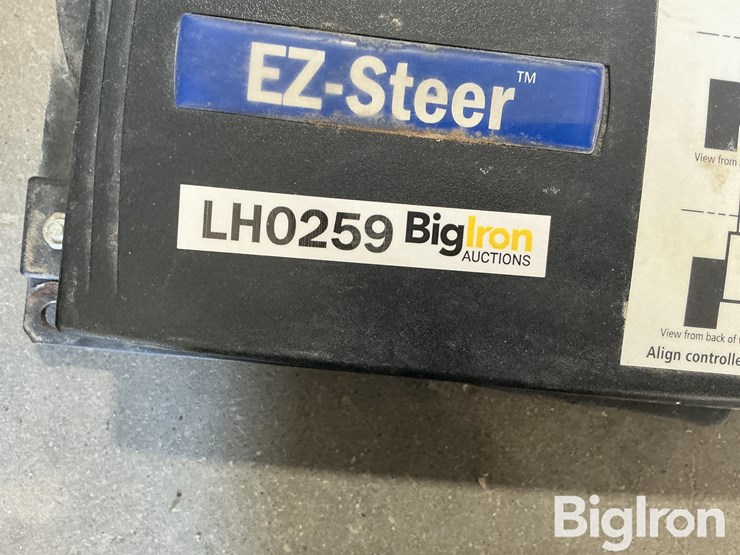 EZ-Steer™
LH0259 BigIron
AUCTIONS
View from
View from back of
Align controlle
BigIron